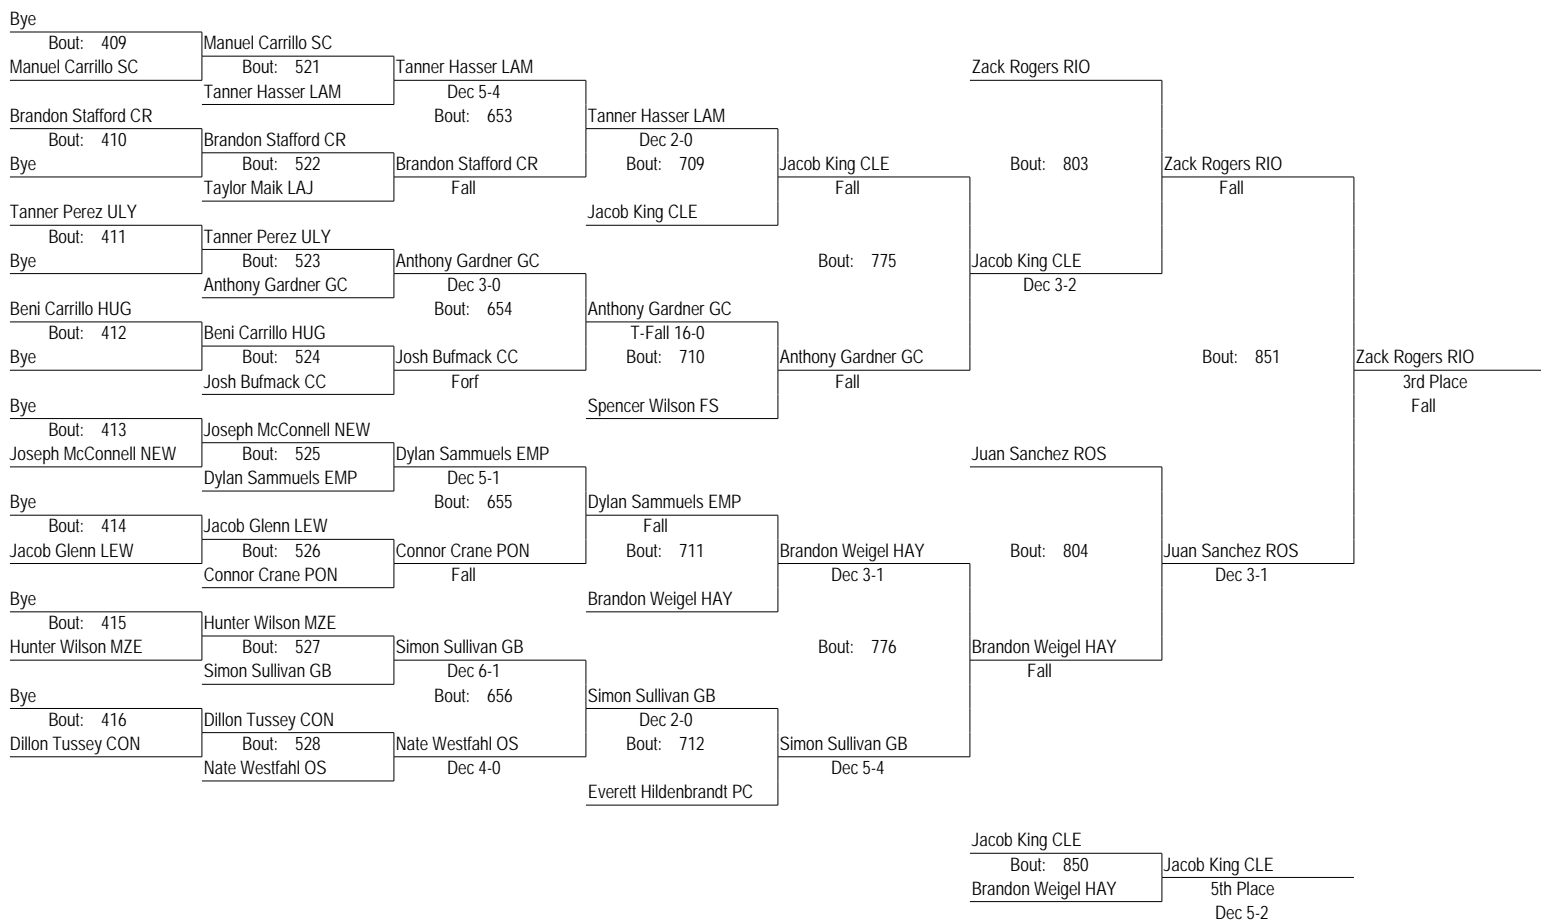 Bye
Bout: 409
Manuel Carrillo SC
Brandon Stafford CR
Bout: 410
Bye
Tanner Perez ULY
Bout: 411
Bye
Beni Carrillo HUG
Bout: 412
Bye
Bye
Bout: 413
Joseph McConnell NEW
Bye
Bout: 414
Jacob Glenn LEW
Bye
Bout: 415
Hunter Wilson MZE
Bye
Bout: 416
Dillon Tussey CON
Manuel Carrillo SC
Bout: 521
Tanner Hasser LAM
Brandon Stafford CR
Bout: 522
Taylor Maik LAJ
Tanner Perez ULY
Bout: 523
Anthony Gardner GC
Beni Carrillo HUG
Bout: 524
Josh Bufmack CC
Joseph McConnell NEW
Bout: 525
Dylan Sammuels EMP
Jacob Glenn LEW
Bout: 526
Connor Crane PON
Hunter Wilson MZE
Bout: 527
Simon Sullivan GB
Dillon Tussey CON
Bout: 528
Nate Westfahl OS
Tanner Hasser LAM
Dec 5-4
Bout: 653
Brandon Stafford CR
Fall
Anthony Gardner GC
Dec 3-0
Bout: 654
Josh Bufmack CC
Forf
Dylan Sammuels EMP
Dec 5-1
Bout: 655
Connor Crane PON
Fall
Simon Sullivan GB
Dec 6-1
Bout: 656
Nate Westfahl OS
Dec 4-0
Tanner Hasser LAM
Dec 2-0
Bout: 709
Jacob King CLE
Anthony Gardner GC
T-Fall 16-0
Bout: 710
Spencer Wilson FS
Dylan Sammuels EMP
Fall
Bout: 711
Brandon Weigel HAY
Simon Sullivan GB
Dec 2-0
Bout: 712
Everett Hildenbrandt PC
Jacob King CLE
Fall
Bout: 775
Anthony Gardner GC
Fall
Brandon Weigel HAY
Dec 3-1
Bout: 776
Simon Sullivan GB
Dec 5-4
Zack Rogers RIO
Bout: 803
Jacob King CLE
Dec 3-2
Juan Sanchez ROS
Bout: 804
Brandon Weigel HAY
Fall
Zack Rogers RIO
Fall
Bout: 851
Juan Sanchez ROS
Dec 3-1
Zack Rogers RIO
3rd Place
Fall
Jacob King CLE
Bout: 850
Brandon Weigel HAY
Jacob King CLE
5th Place
Dec 5-2